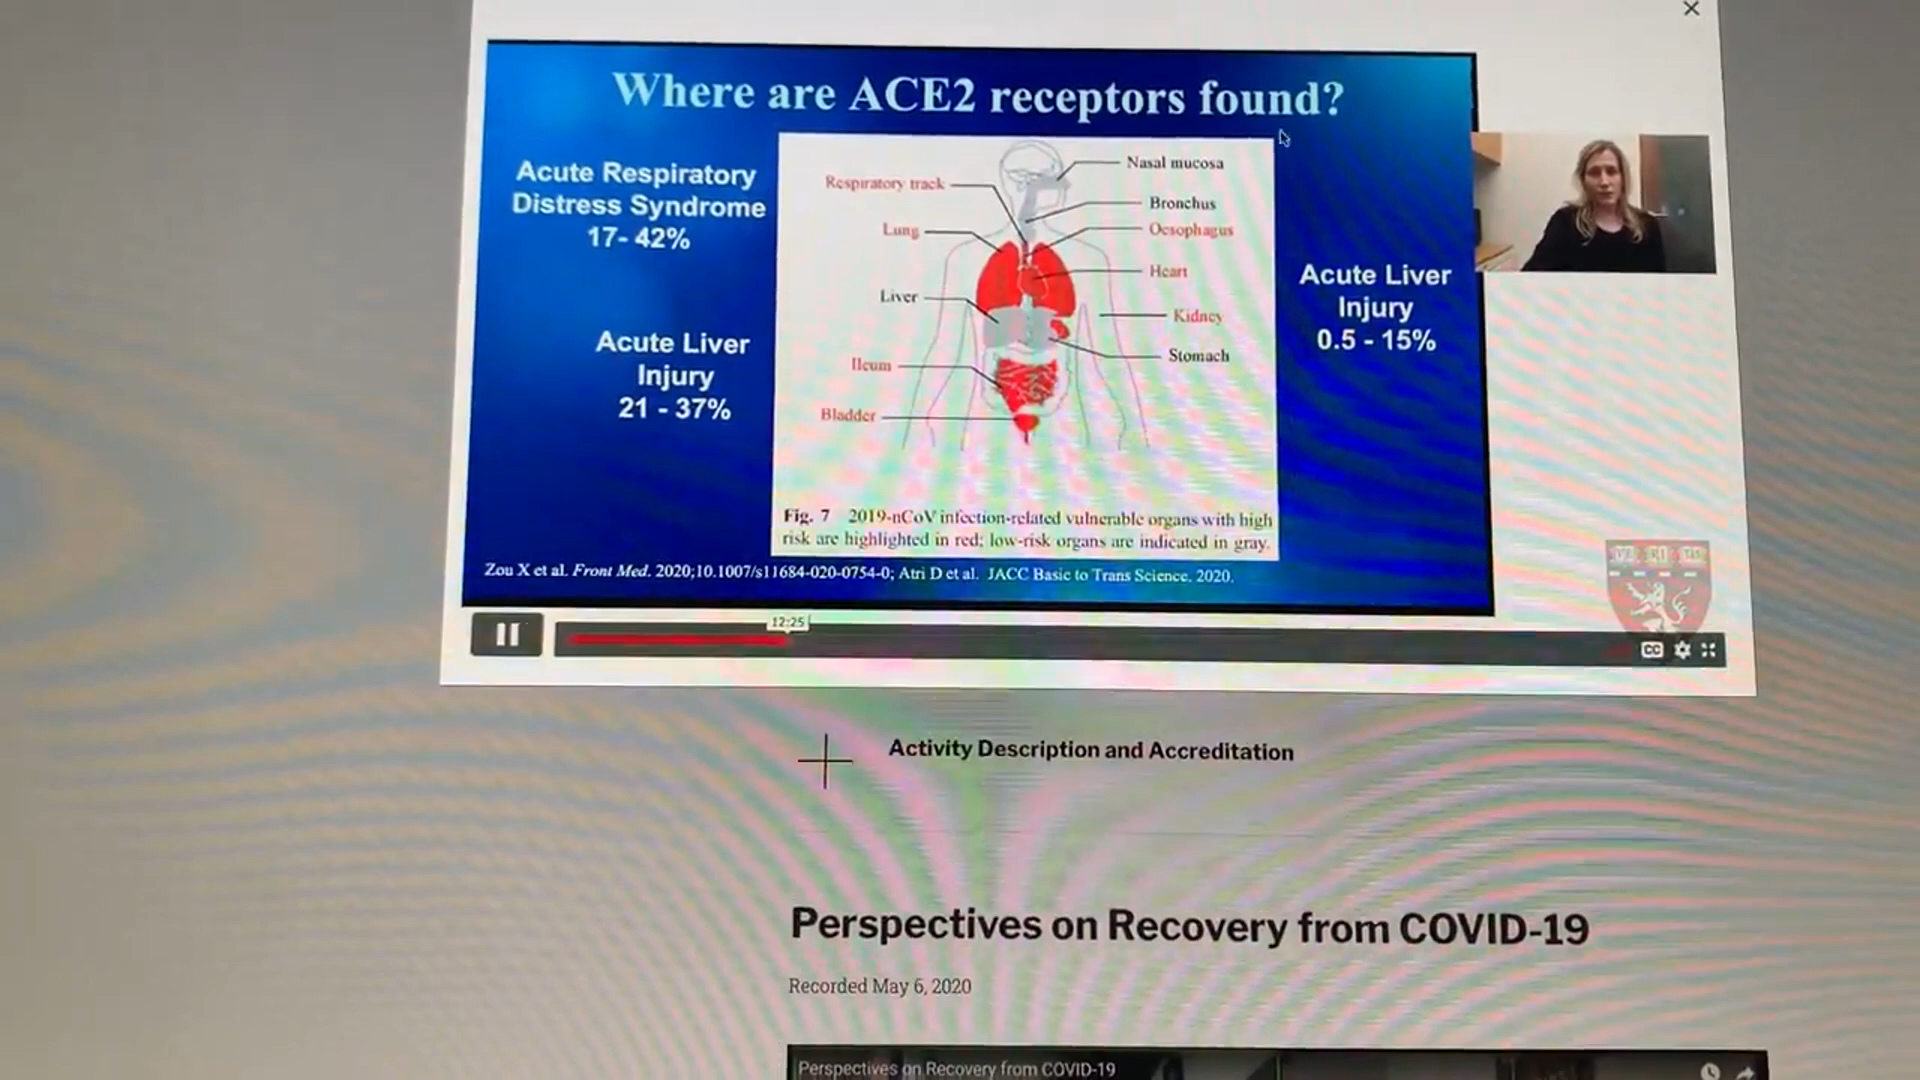 Where are ACE2 receptors found?
Acute Respiratory
Distress Syndrome
17- 42%
Acute Liver
Injury
21 - 37%
Respiratory track
Lung
Liver
Ileum
Bladder
Nasal mucosa
Bronchus
Oesophagus
Heart
Kidney
Stomach
Acute Liver
Injury
0.5 - 15%
Fig. 7 2019-nCoV infection-related vulnerable organs with high
risk are highlighted in red; low-risk organs are indicated in gray.
Zou X et al. Front Med. 2020;10.1007/s11684-020-0754-0; Atri D et al. JACC Basic to Trans Science. 2020.
VE RI TAS
12:25
CC
Activity Description and Accreditation
Perspectives on Recovery from COVID-19
Recorded May 6, 2020
Perspectives on Recovery from COVID-19